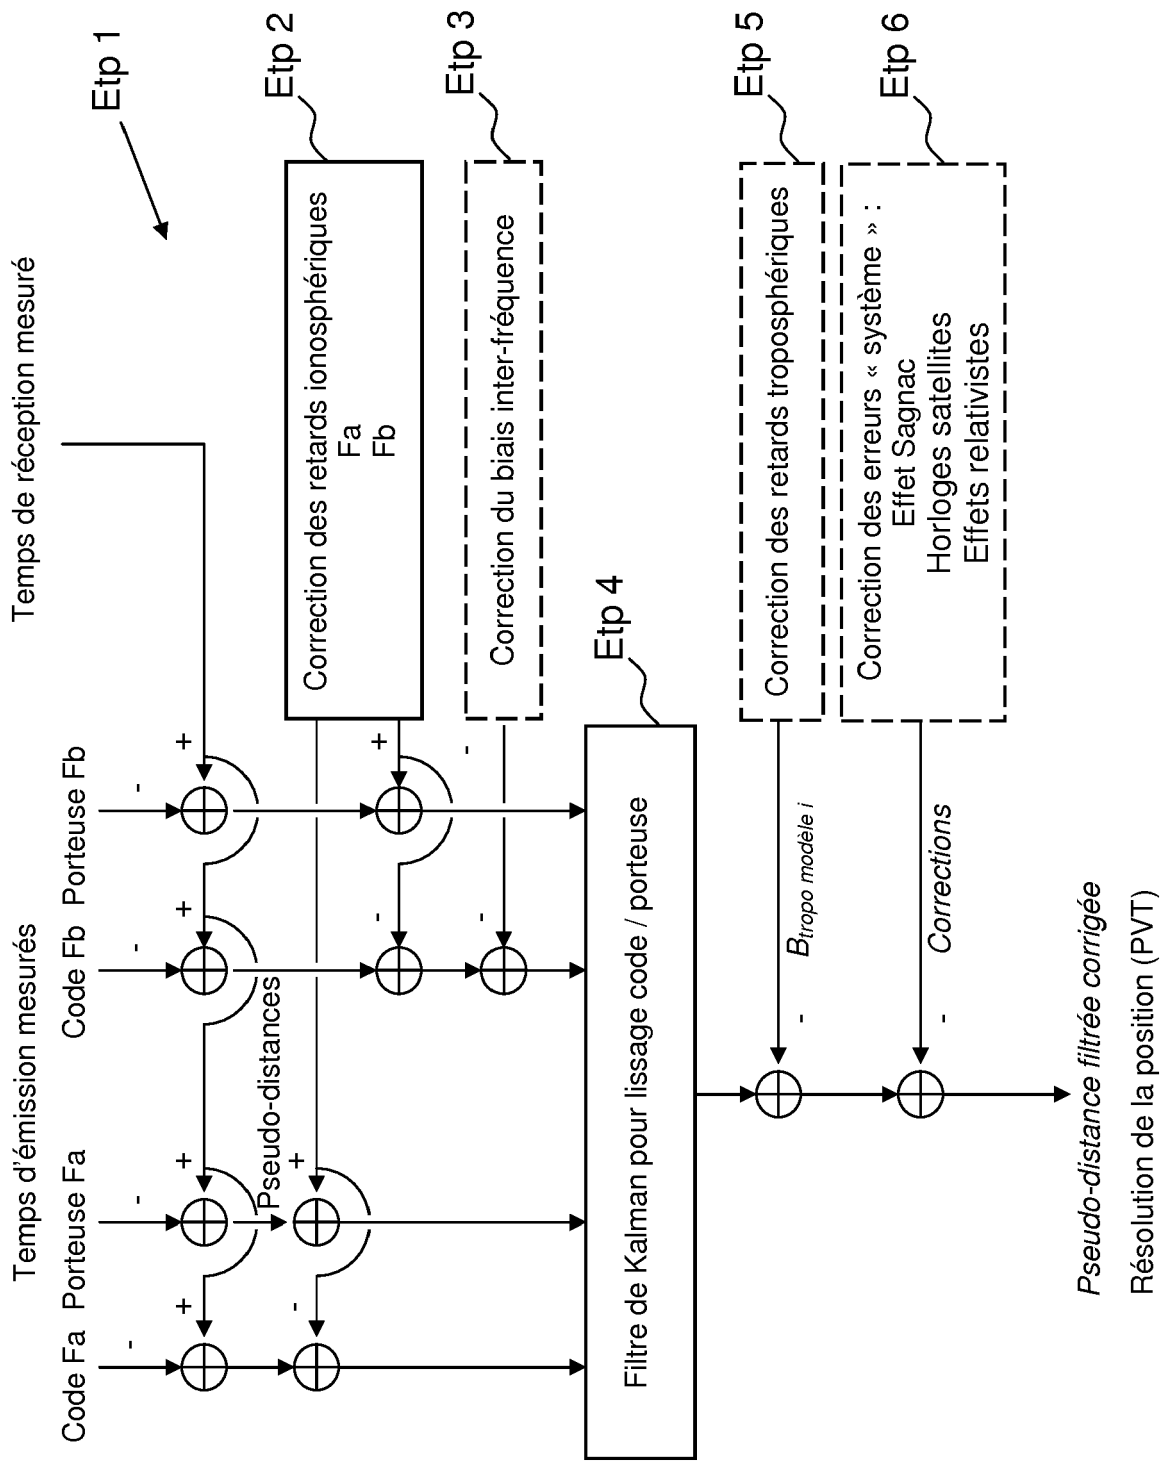 Etp 1
Temps de réception mesuré
Temps d'émission mesurés
Code Fa
Porteuse Fa
Code Fb
Porteuse Fb
-
-
-
-
+
+
+
+
Pseudo-distances
Etp 2
Correction des retards ionosphériques
Fa
Fb
-
+
-
+
Etp 3
Correction du biais inter-fréquence
-
-
Etp 4
Filtre de Kalman pour lissage code / porteuse
Etp 5
Correction des retards troposphériques
Btropo modèle i
-
Etp 6
Correction des erreurs « système » :
Effet Sagnac
Horloges satellites
Effets relativistes
Corrections
-
Pseudo-distance filtrée corrigée
Résolution de la position (PVT)